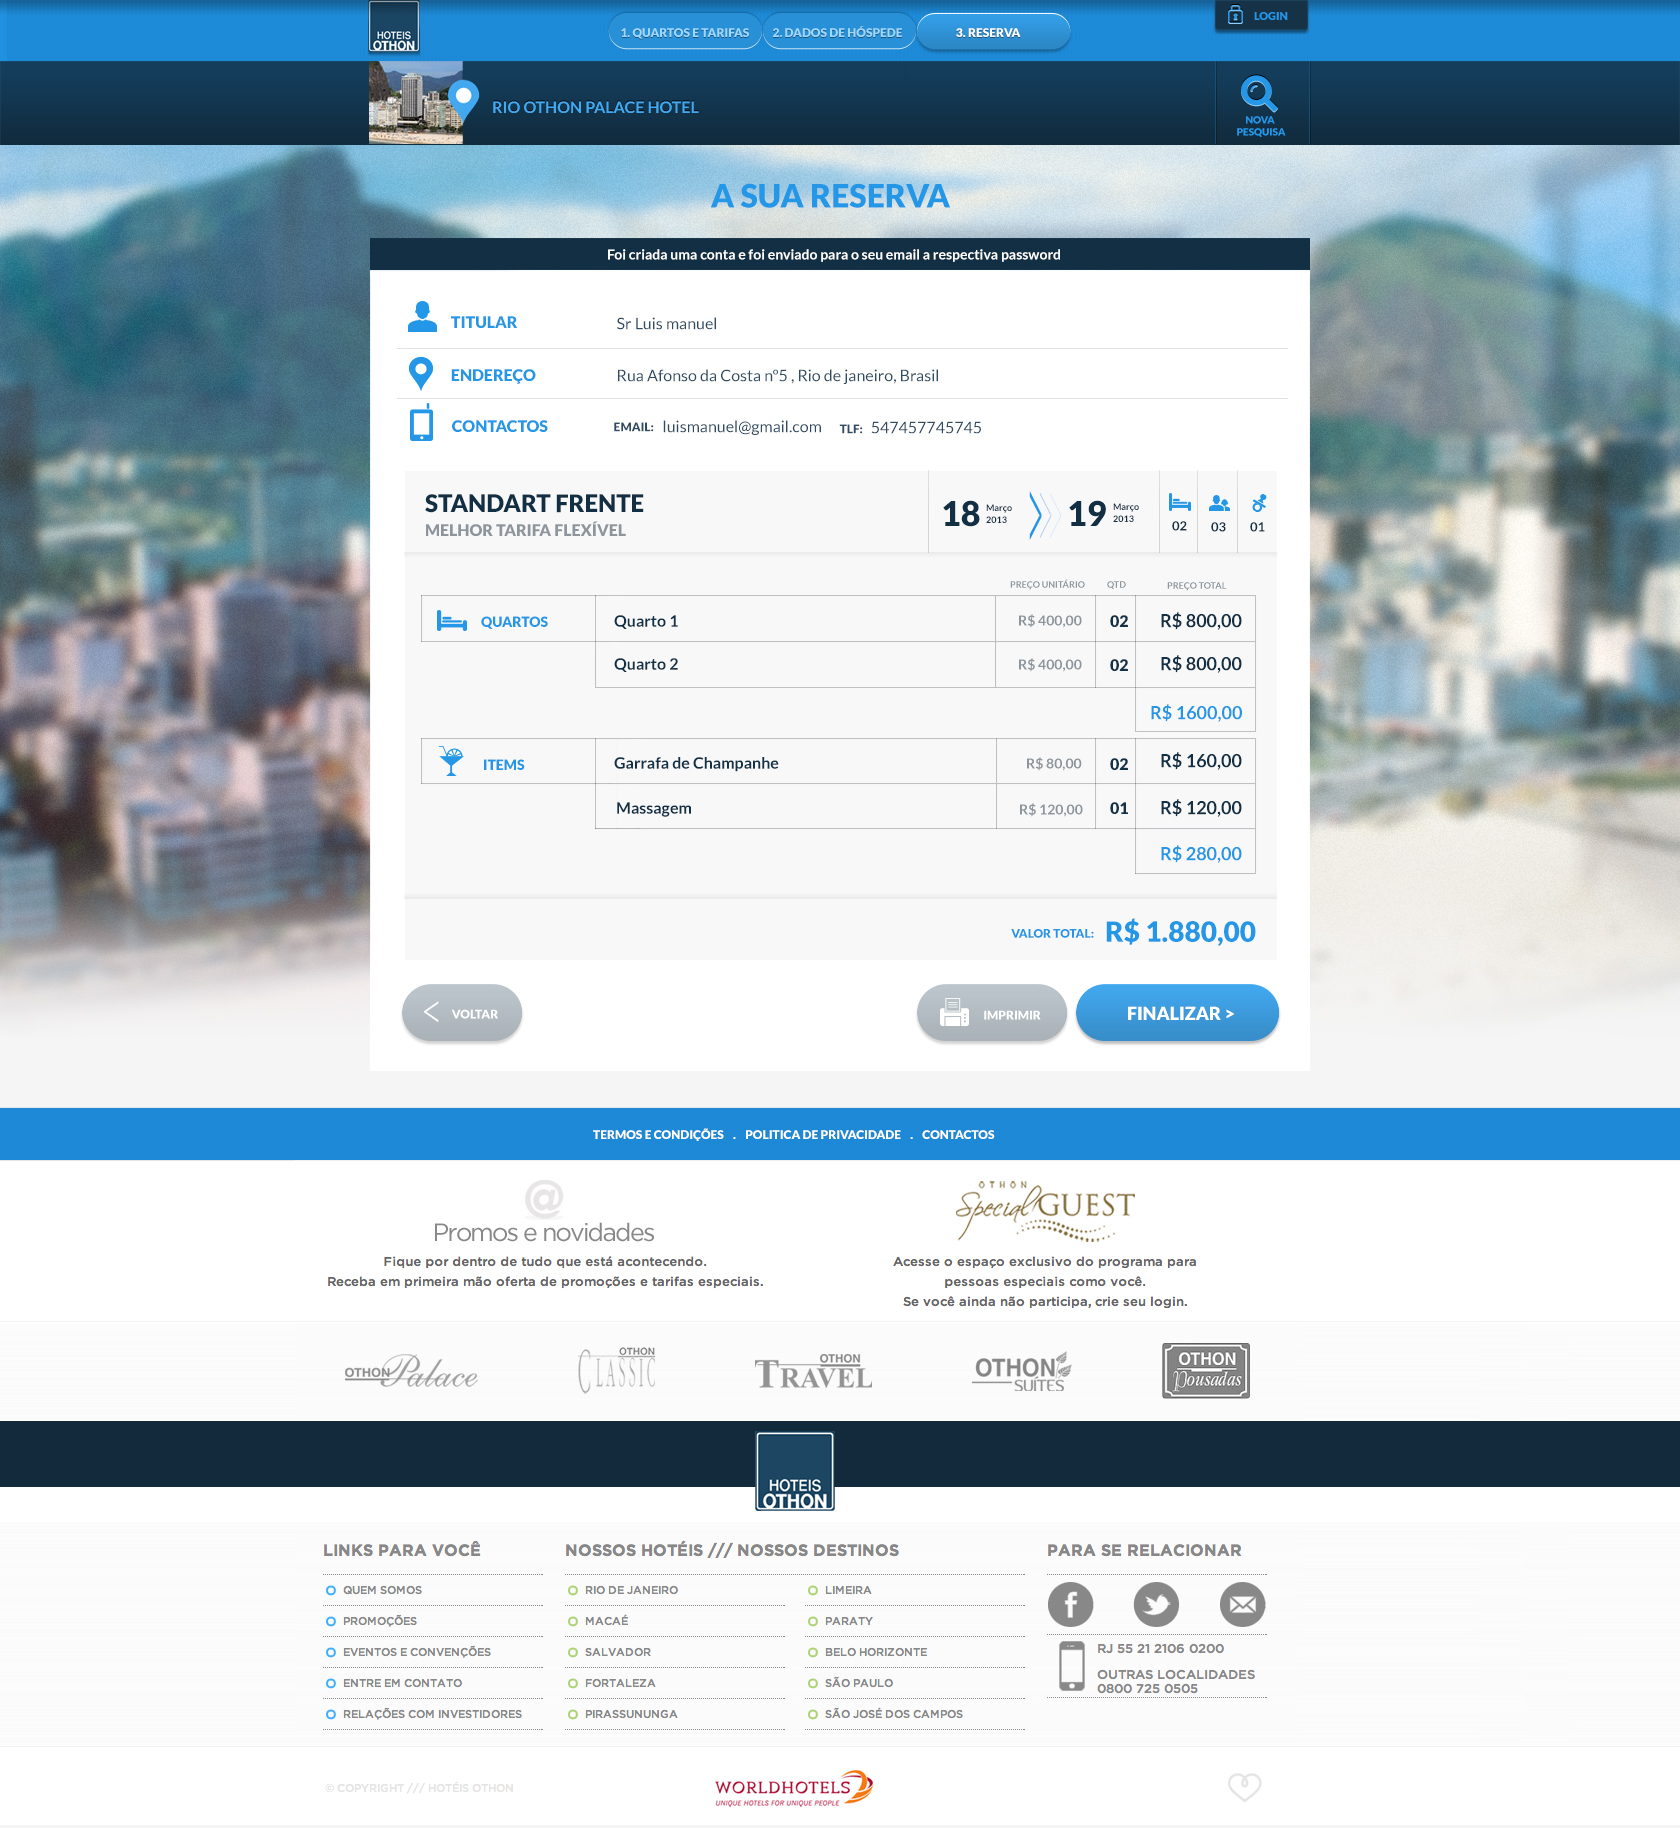 HOTEIS
OTHON
1. QUARTOS E TARIFAS
2. DADOS DE HÓSPEDE
3. RESERVA
LOGIN
RIO OTHON PALACE HOTEL
NOVA
PESQUISA
A SUA RESERVA
Foi criada uma conta e foi enviado para o seu email a respectiva password
TITULAR Sr Luis manuel
ENDEREÇO Rua Afonso da Costa nº5 , Rio de janeiro, Brasil
CONTACTOS EMAIL: luismanuel@gmail.com TLF: 547457745745
STANDART FRENTE
MELHOR TARIFA FLEXÍVEL
18 Março 2013
19 Março 2013
02 03 01
PREÇO UNITÁRIO QTD PREÇO TOTAL
QUARTOS Quarto 1 R$ 400,00 02 R$ 800,00
Quarto 2 R$ 400,00 02 R$ 800,00
R$ 1600,00
ITEMS Garrafa de Champanhe R$ 80,00 02 R$ 160,00
Massagem R$ 120,00 01 R$ 120,00
R$ 280,00
VALOR TOTAL: R$ 1.880,00
VOLTAR
IMPRIMIR
FINALIZAR >
TERMOS E CONDIÇÕES . POLITICA DE PRIVACIDADE . CONTACTOS
@
Promos e novidades
Fique por dentro de tudo que está acontecendo.
Receba em primeira mão oferta de promoções e tarifas especiais.
OTHON
Special GUEST
Acesse o espaço exclusivo do programa para
pessoas especiais como você.
Se você ainda não participa, crie seu login.
OTHON Palace
OTHON
CLASSIC
OTHON
TRAVEL
OTHON
SUÍTES
OTHON
Pousadas
HOTEIS
OTHON
LINKS PARA VOCÊ
QUEM SOMOS
PROMOÇÕES
EVENTOS E CONVENÇÕES
ENTRE EM CONTATO
RELAÇÕES COM INVESTIDORES
NOSSOS HOTÉIS /// NOSSOS DESTINOS
RIO DE JANEIRO
MACAÉ
SALVADOR
FORTALEZA
PIRASSUNUNGA
LIMEIRA
PARATY
BELO HORIZONTE
SÃO PAULO
SÃO JOSÉ DOS CAMPOS
PARA SE RELACIONAR
RJ 55 21 2106 0200
OUTRAS LOCALIDADES
0800 725 0505
© COPYRIGHT /// HOTÉIS OTHON
WORLDHOTELS
UNIQUE HOTELS FOR UNIQUE PEOPLE